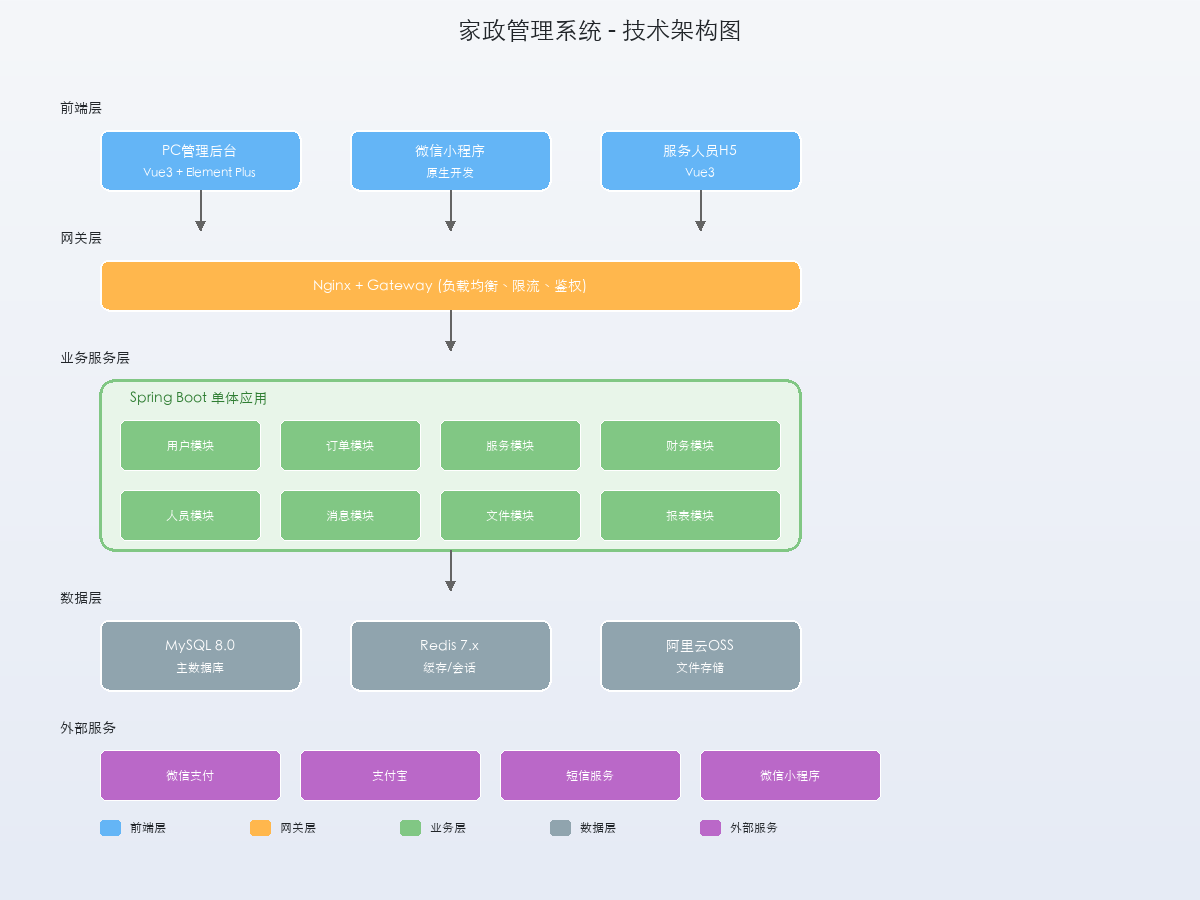 家政管理系统 - 技术架构图
前端层
PC管理后台
Vue3 + Element Plus
微信小程序
原生开发
服务人员H5
Vue3
网关层
Nginx + Gateway (负载均衡、限流、鉴权)
业务服务层
Spring Boot 单体应用
用户模块
订单模块
服务模块
财务模块
人员模块
消息模块
文件模块
报表模块
数据层
MySQL 8.0
主数据库
Redis 7.x
缓存/会话
阿里云OSS
文件存储
外部服务
微信支付
支付宝
短信服务
微信小程序
前端层
网关层
业务层
数据层
外部服务